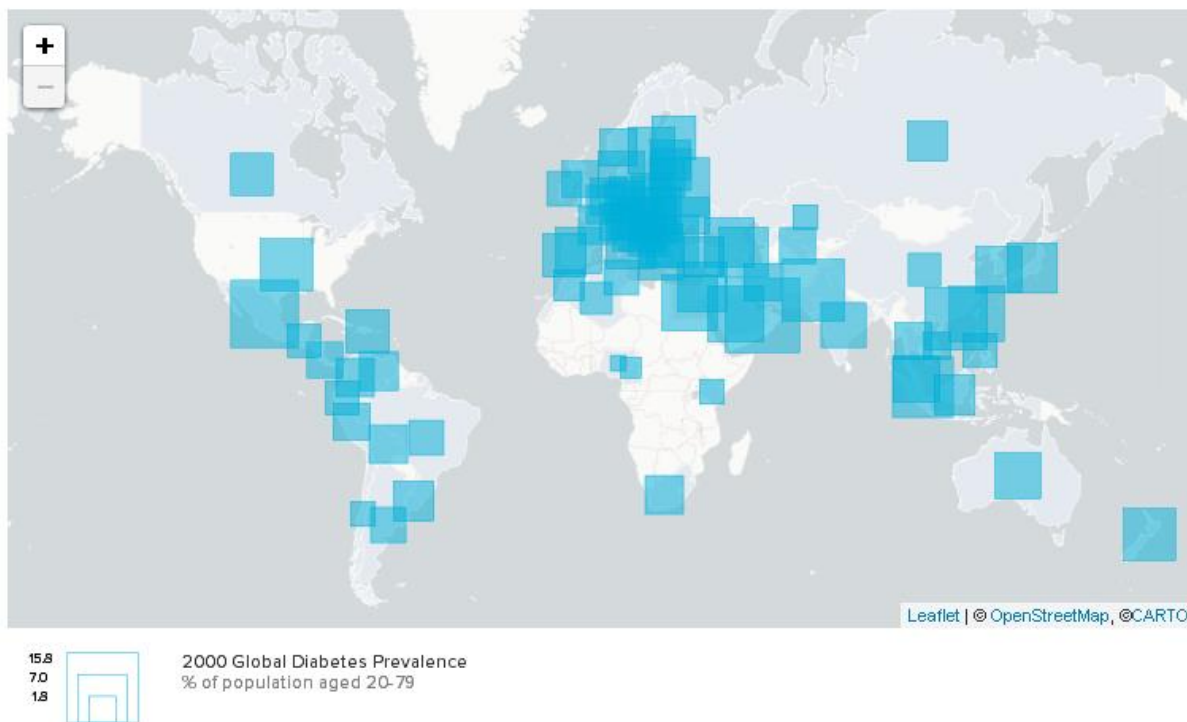 +
−
Leaflet | © OpenStreetMap, ©CARTO
15.8
7.0
1.8
2000 Global Diabetes Prevalence
% of population aged 20-79